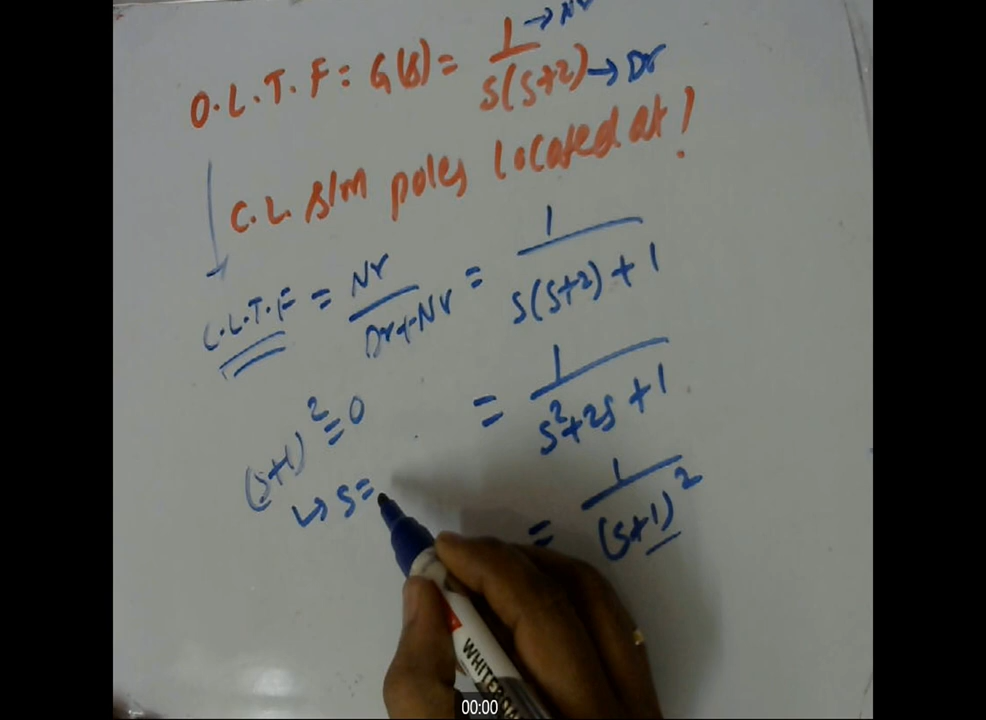 O.L.T.F = G(s) = 1/s(s+2) → Nr → Dr
C.L. s/m poles located at!
C.L.T.F = Nr/Dr+Nr = 1/s(s+2)+1
= 1/s²+2s+1
(s+1)²=0
↳ s=
= 1/(s+1)²
WHITEBO
00:00